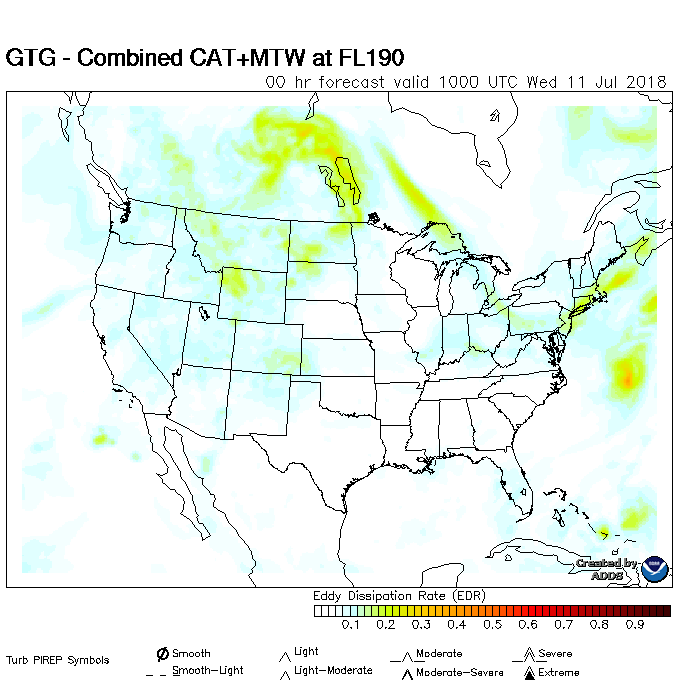 GTG - Combined CAT+MTW at FL190
00 hr forecast valid 1000 UTC Wed 11 Jul 2018
Created by
ADDS
Eddy Dissipation Rate (EDR)
0.1 0.2 0.3 0.4 0.5 0.6 0.7 0.8 0.9
Turb PIREP Symbols
Smooth Light Moderate Severe
Smooth-Light Light-Moderate Moderate-Severe Extreme